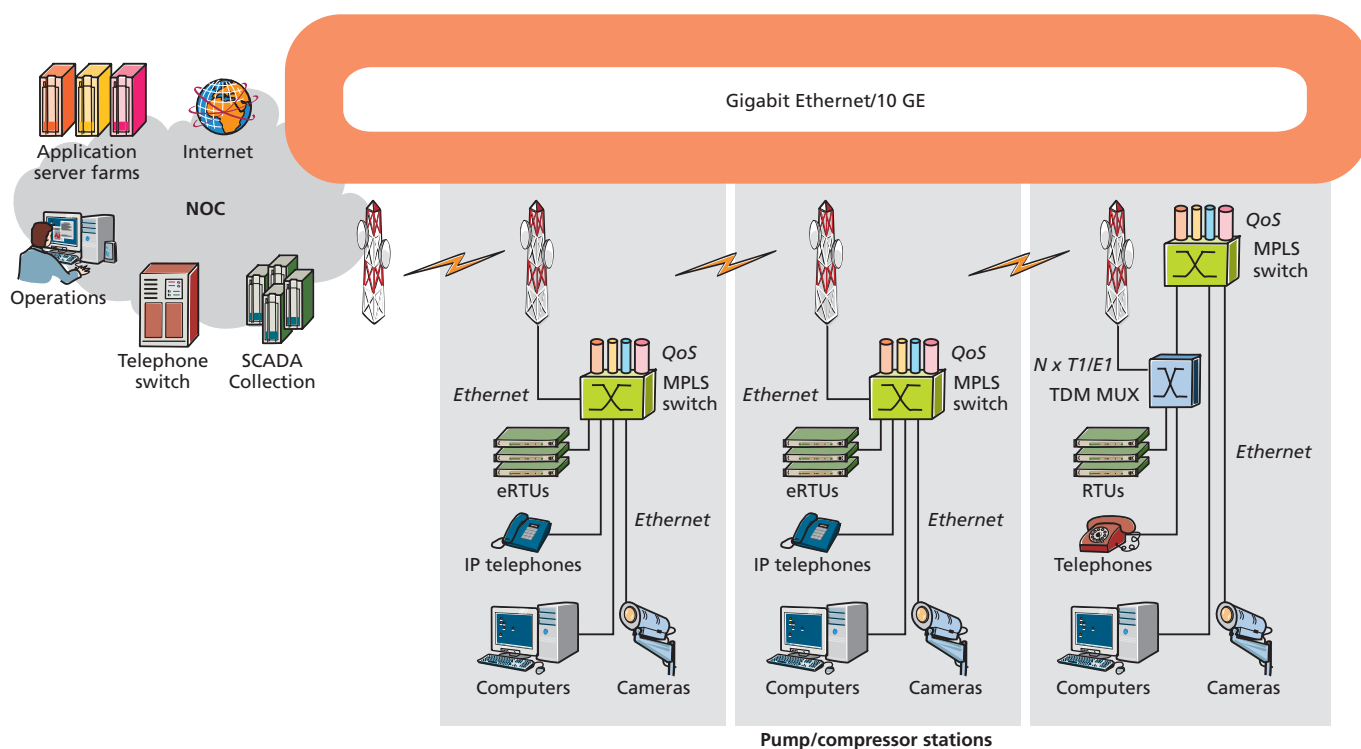 Gigabit Ethernet/10 GE
Application
server farms
Internet
NOC
Operations
Telephone
switch
SCADA
Collection
QoS
MPLS
switch
Ethernet
eRTUs
Ethernet
IP telephones
Computers
Cameras
QoS
MPLS
switch
Ethernet
eRTUs
Ethernet
IP telephones
Computers
Cameras
QoS
MPLS
switch
N x T1/E1
TDM MUX
Ethernet
RTUs
Telephones
Computers
Cameras
Pump/compressor stations